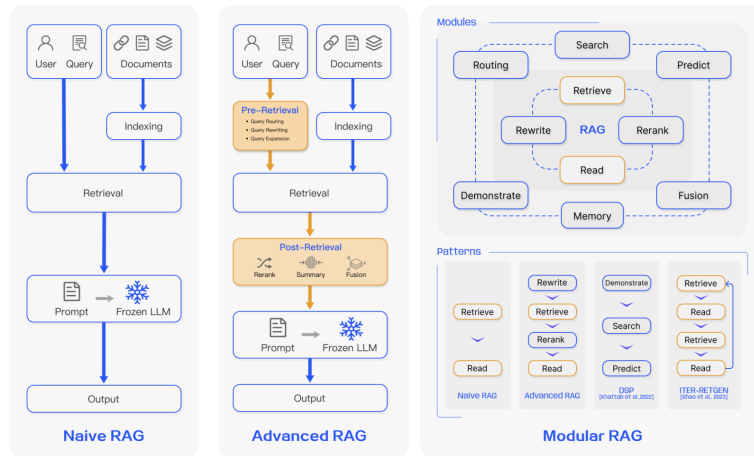 User
Query
Documents
Indexing
Retrieval
Prompt
Frozen LLM
Output
Naive RAG
User
Query
Documents
Pre-Retrieval
• Query Routing
• Query Rewriting
• Query Expansion
Indexing
Retrieval
Post-Retrieval
Rerank
Summary
Fusion
Prompt
Frozen LLM
Output
Advanced RAG
Modules
Search
Routing
Predict
Retrieve
Rewrite
RAG
Rerank
Read
Demonstrate
Fusion
Memory
Patterns
Retrieve
Read
Naive RAG
Rewrite
Retrieve
Rerank
Read
Advanced RAG
Demonstrate
Search
Predict
DSP
[Khattab et al.,2022]
Retrieve
Read
Retrieve
Read
ITER-RETGEN
[Shao et al., 2023]
Modular RAG